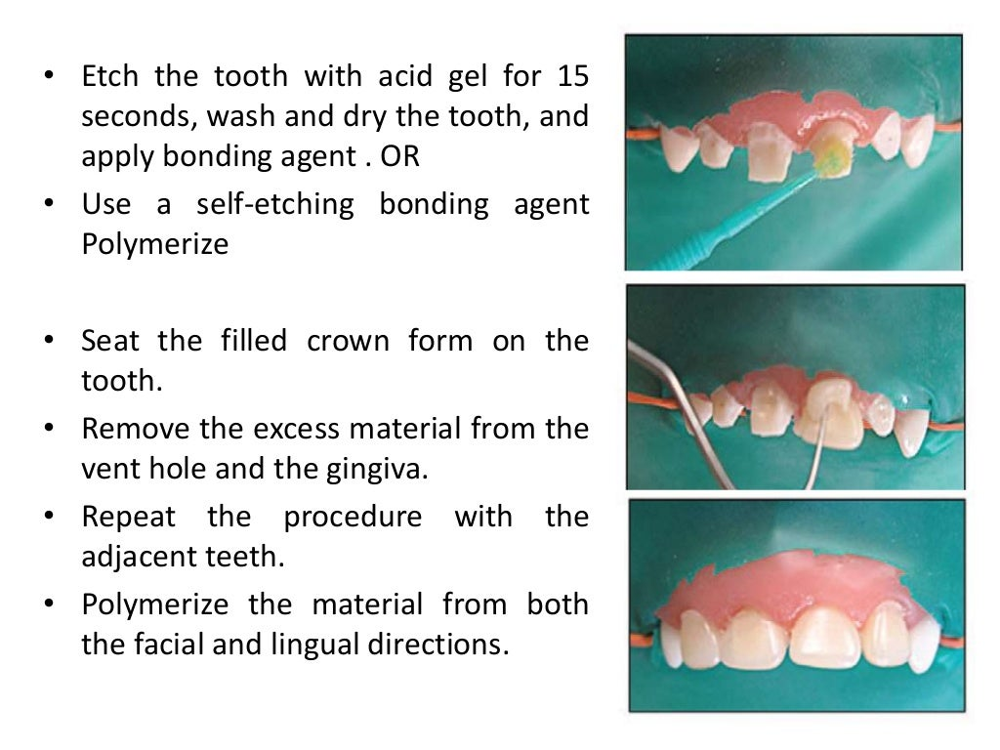 • Etch the tooth with acid gel for 15
seconds, wash and dry the tooth, and
apply bonding agent . OR
• Use a self-etching bonding agent
Polymerize
• Seat the filled crown form on the
tooth.
• Remove the excess material from the
vent hole and the gingiva.
• Repeat the procedure with the
adjacent teeth.
• Polymerize the material from both
the facial and lingual directions.